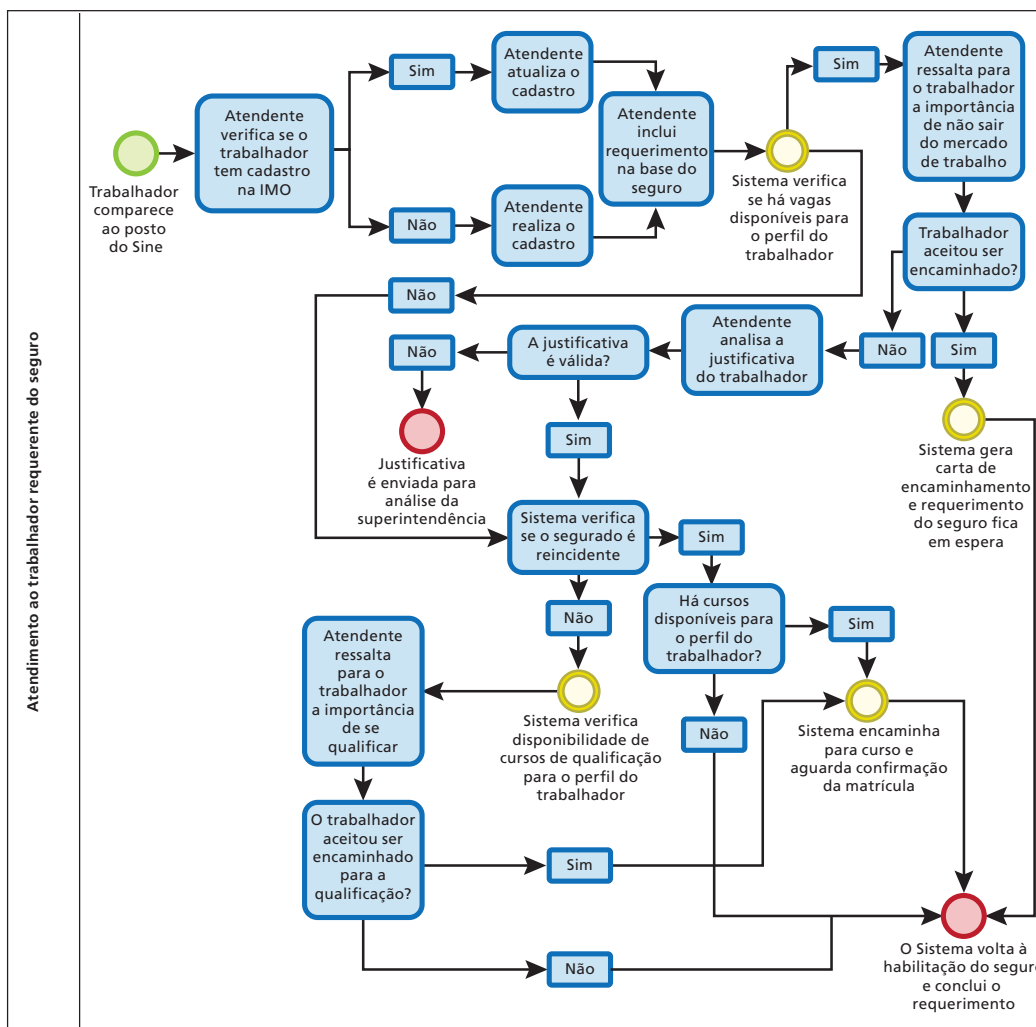 Atendimento ao trabalhador requerente do seguro
Trabalhador
comparece
ao posto
do Sine
Atendente
verifica se o
trabalhador
tem cadastro
na IMO
Sim
Atendente
atualiza o
cadastro
Não
Atendente
realiza o
cadastro
Atendente
inclui
requerimento
na base do
seguro
Sistema verifica
se há vagas
disponíveis para
o perfil do
trabalhador
Sim
Atendente
ressalta para
o trabalhador
a importância
de não sair
do mercado
de trabalho
Trabalhador
aceitou ser
encaminhado?
Não
Não
Sim
Atendente
analisa a
justificativa
do trabalhador
A justificativa
é válida?
Não
Justificativa
é enviada para
análise da
superintendência
Sim
Sistema gera
carta de
encaminhamento
e requerimento
do seguro fica
em espera
Sistema verifica
se o segurado é
reincidente
Sim
Não
Há cursos
disponíveis para
o perfil do
trabalhador?
Sim
Não
Sistema encaminha
para curso e
aguarda confirmação
da matrícula
Sistema verifica
disponibilidade de
cursos de qualificação
para o perfil do
trabalhador
Atendente
ressalta
para o
trabalhador
a importância
de se
qualificar
O trabalhador
aceitou ser
encaminhado
para a
qualificação?
Sim
Não
O Sistema volta à
habilitação do seguro
e conclui o
requerimento